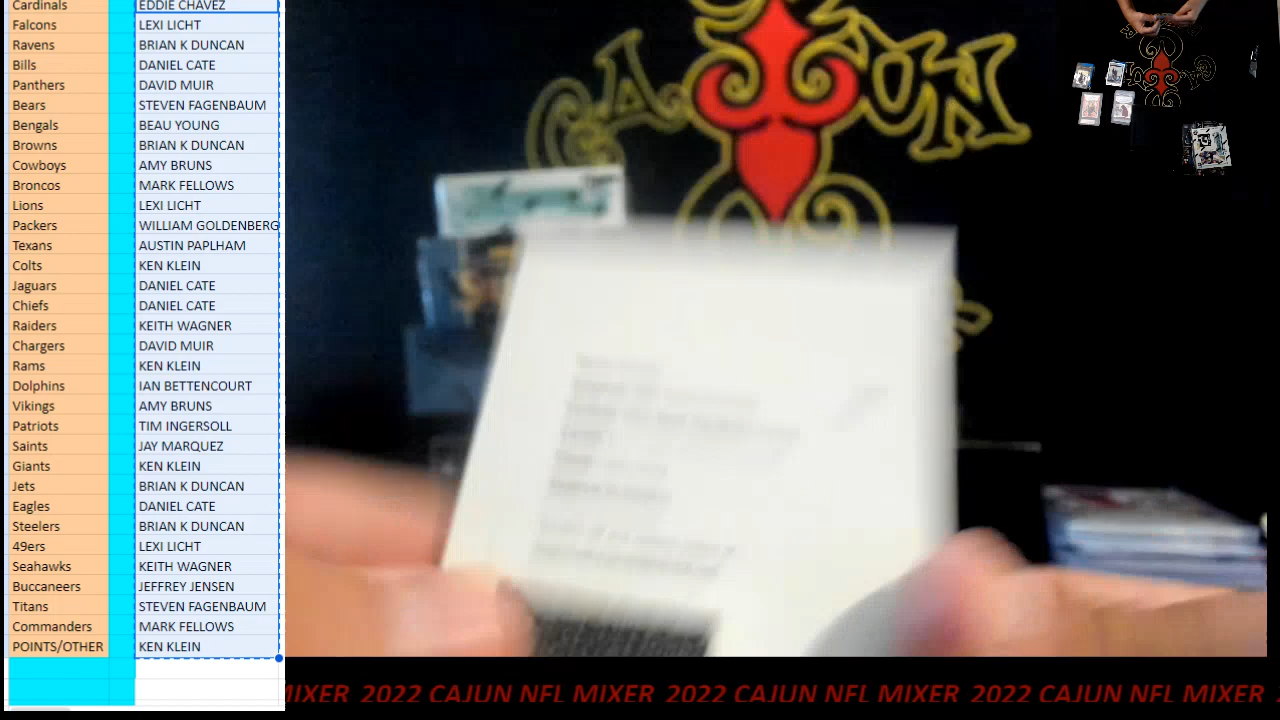 Cardinals EDDIE CHAVEZ
Falcons LEXI LICHT
Ravens BRIAN K DUNCAN
Bills DANIEL CATE
Panthers DAVID MUIR
Bears STEVEN FAGENBAUM
Bengals BEAU YOUNG
Browns BRIAN K DUNCAN
Cowboys AMY BRUNS
Broncos MARK FELLOWS
Lions LEXI LICHT
Packers WILLIAM GOLDENBERG
Texans AUSTIN PAPLHAM
Colts KEN KLEIN
Jaguars DANIEL CATE
Chiefs DANIEL CATE
Raiders KEITH WAGNER
Chargers DAVID MUIR
Rams KEN KLEIN
Dolphins IAN BETTENCOURT
Vikings AMY BRUNS
Patriots TIM INGERSOLL
Saints JAY MARQUEZ
Giants KEN KLEIN
Jets BRIAN K DUNCAN
Eagles DANIEL CATE
Steelers BRIAN K DUNCAN
49ers LEXI LICHT
Seahawks KEITH WAGNER
Buccaneers JEFFREY JENSEN
Titans STEVEN FAGENBAUM
Commanders MARK FELLOWS
POINTS/OTHER KEN KLEIN
CAJUN
MIXER 2022 CAJUN NFL MIXER 2022 CAJUN NFL MIXER 2022 CAJUN NFL MIXER